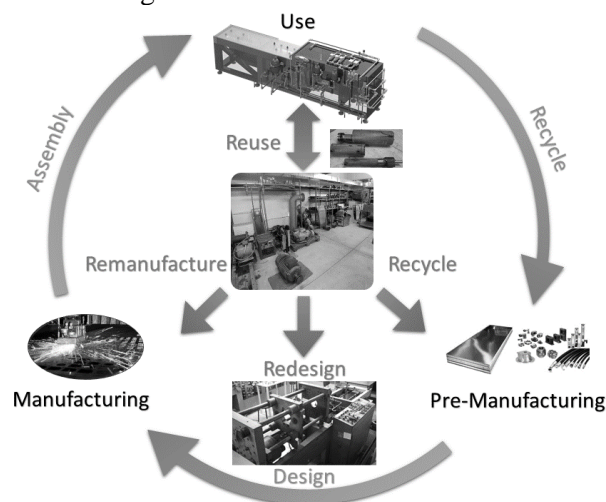 Use
Assembly
Recycle
Reuse
Remanufacture
Recycle
Redesign
Manufacturing
Pre-Manufacturing
Design